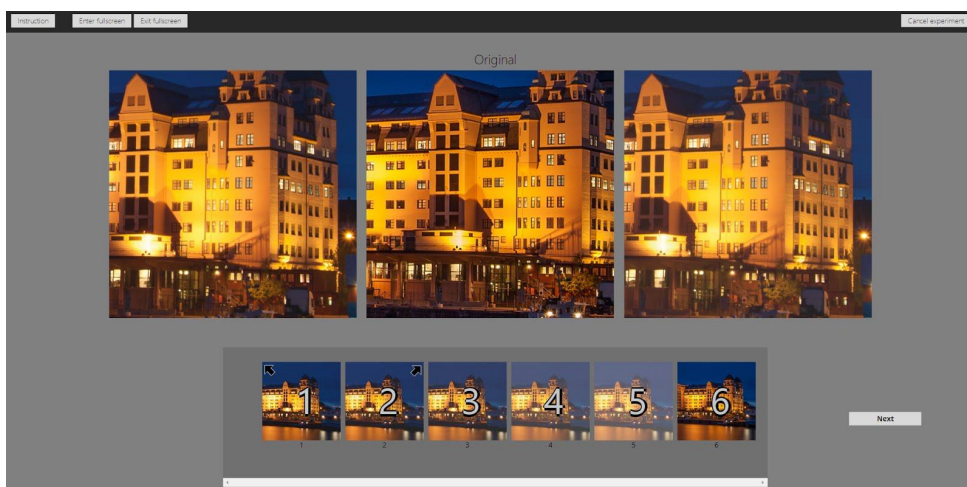 Instruction Enter fullscreen Exit fullscreen Cancel experiment
Original
1 2 3 4 5 6
1 2 3 4 5 6
Next